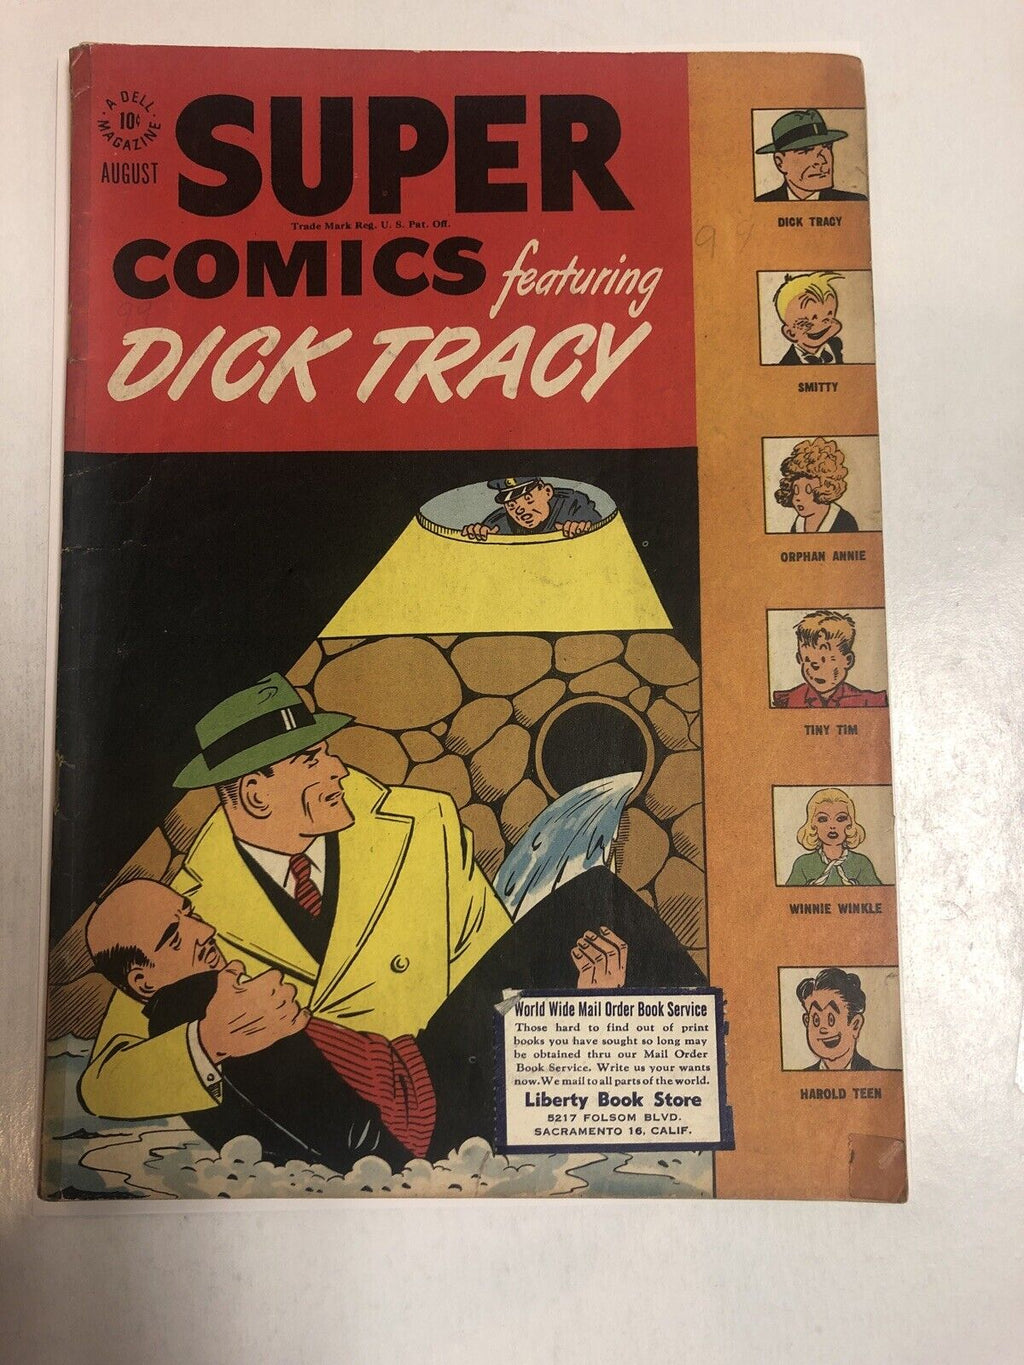 A DELL
10¢
MAGAZINE
AUGUST
SUPER
Trade Mark Reg. U. S. Pat. Off.
COMICS featuring
DICK TRACY
DICK TRACY
SMITTY
ORPHAN ANNIE
TINY TIM
WINNIE WINKLE
HAROLD TEEN
World Wide Mail Order Book Service
Those hard to find out of print
books you have sought so long may
be obtained thru our Mail Order
Book Service. Write us your wants
now. We mail to all parts of the world.
Liberty Book Store
5217 FOLSOM BLVD.
SACRAMENTO 16, CALIF.